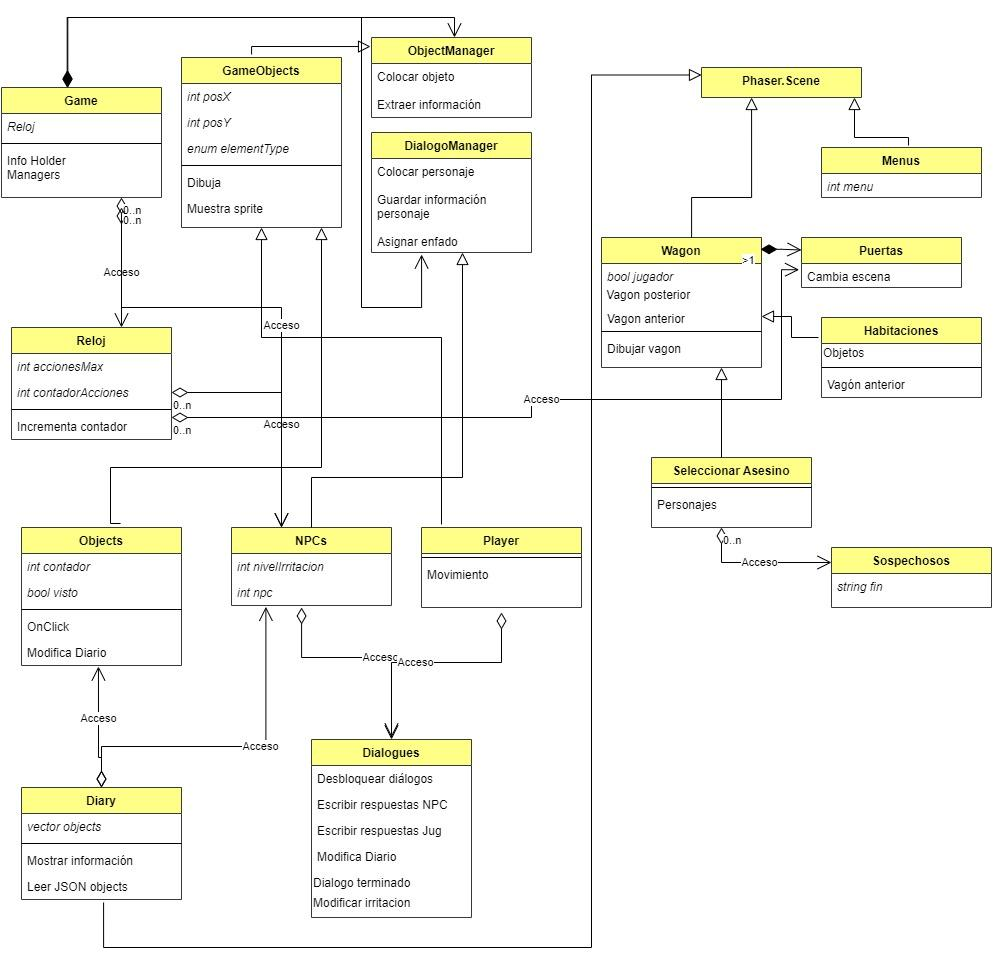 ObjectManager
Colocar objeto
Extraer información
GameObjects
int posX
int posY
enum elementType
Dibuja
Muestra sprite
Game
Reloj
Info Holder
Managers
0..n
0..n
Acceso
DialogoManager
Colocar personaje
Guardar información
personaje
Asignar enfado
Phaser.Scene
Menus
int menu
Wagon
>1
bool jugador
Vagon posterior
Vagon anterior
Dibujar vagon
Puertas
Cambia escena
Habitaciones
Objetos
Vagón anterior
Reloj
int accionesMax
int contadorAcciones
Incrementa contador
0..n
0..n
Acceso
Acceso
Acceso
Seleccionar Asesino
Personajes
0..n
Acceso
Sospechosos
string fin
Objects
int contador
bool visto
OnClick
Modifica Diario
NPCs
int nivelIrritacion
int npc
Player
Movimiento
Acceso
Acceso
Acceso
Acceso
Diary
vector objects
Mostrar información
Leer JSON objects
Dialogues
Desbloquear diálogos
Escribir respuestas NPC
Escribir respuestas Jug
Modifica Diario
Dialogo terminado
Modificar irritacion